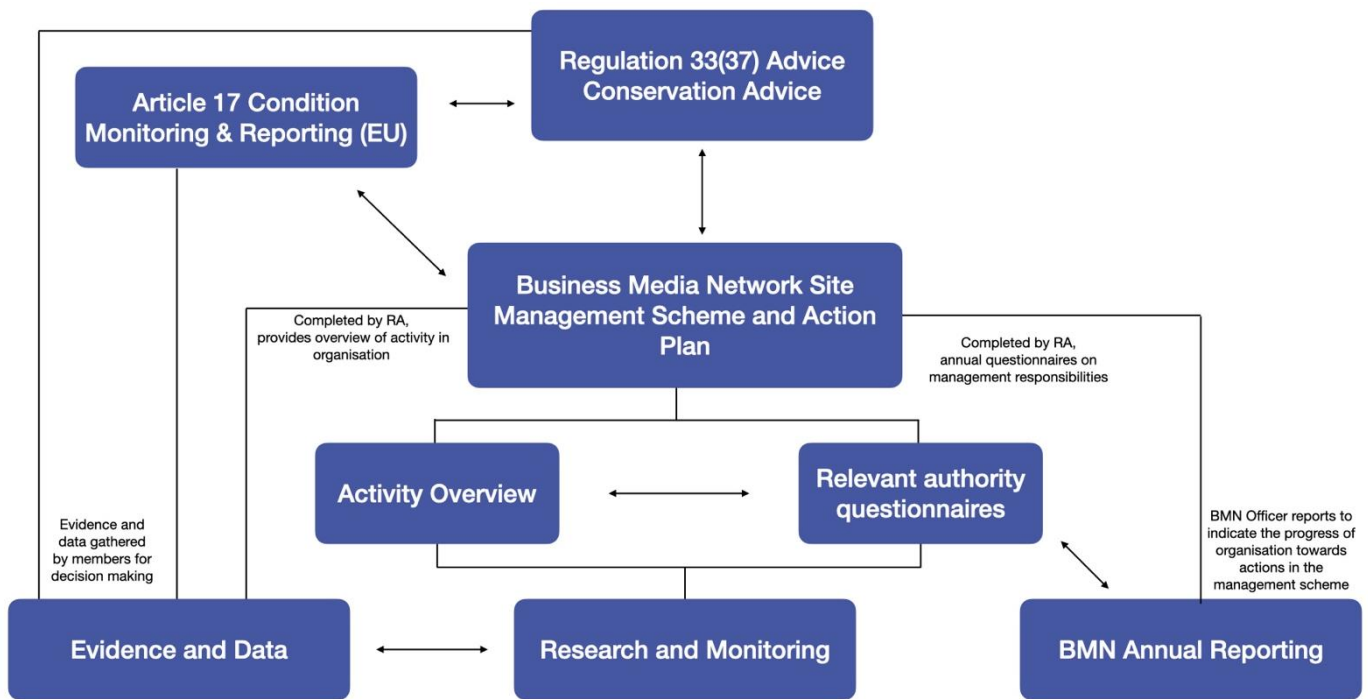 Regulation 33(37) Advice
Conservation Advice
Article 17 Condition
Monitoring & Reporting (EU)
Business Media Network Site
Management Scheme and Action
Plan
Completed by RA,
provides overview of activity in
organisation
Completed by RA,
annual questionnaires on
management responsibilities
Activity Overview
Relevant authority
questionnaires
Evidence and
data gathered
by members for
decision making
BMN Officer reports to
indicate the progress of
organisation towards
actions in the
management scheme
Evidence and Data
Research and Monitoring
BMN Annual Reporting